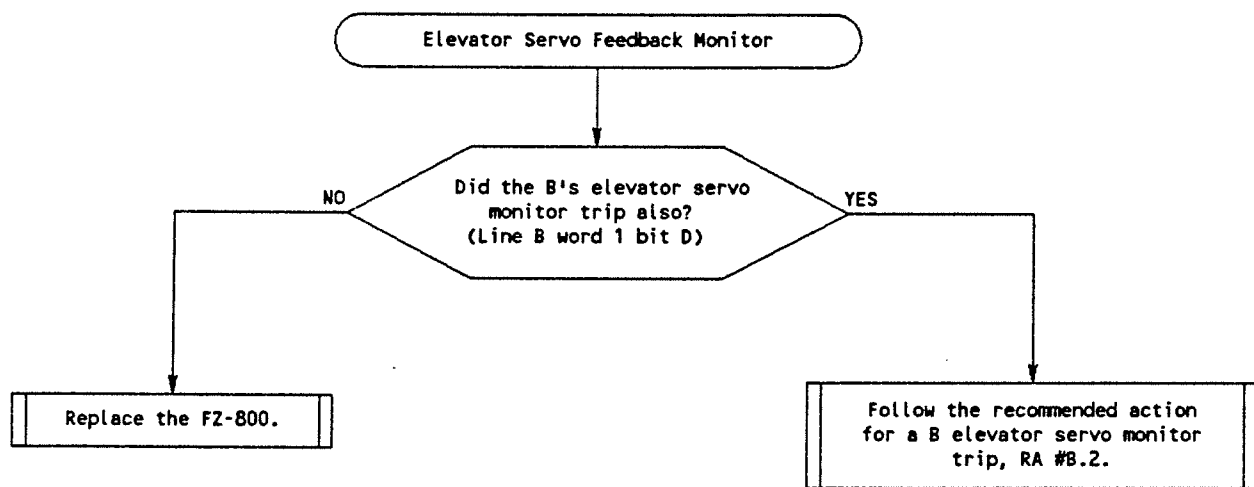 Elevator Servo Feedback Monitor
Did the B's elevator servo
monitor trip also?
(Line B word 1 bit D)
NO
YES
Replace the FZ-800.
Follow the recommended action
for a B elevator servo monitor
trip, RA #B.2.